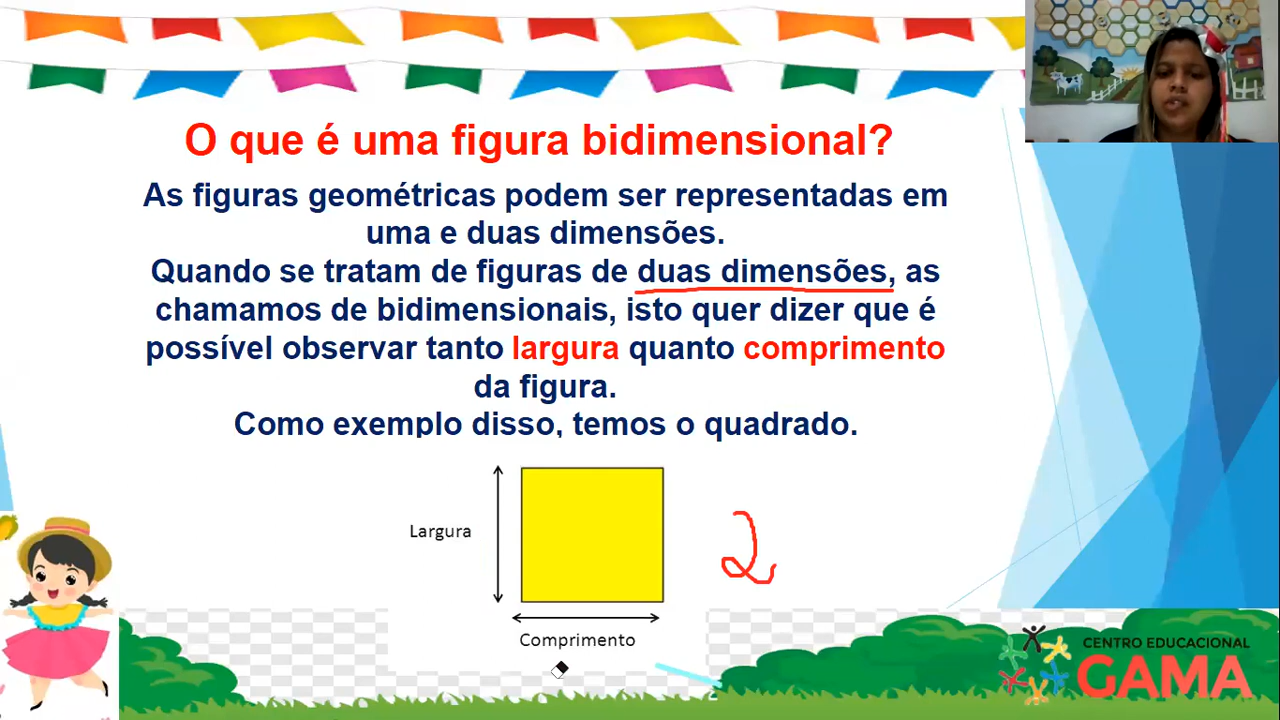 O que é uma figura bidimensional?
As figuras geométricas podem ser representadas em
uma e duas dimensões.
Quando se tratam de figuras de duas dimensões, as
chamamos de bidimensionais, isto quer dizer que é
possível observar tanto largura quanto comprimento
da figura.
Como exemplo disso, temos o quadrado.
Largura
2
Comprimento
CENTRO EDUCACIONAL
GAMA